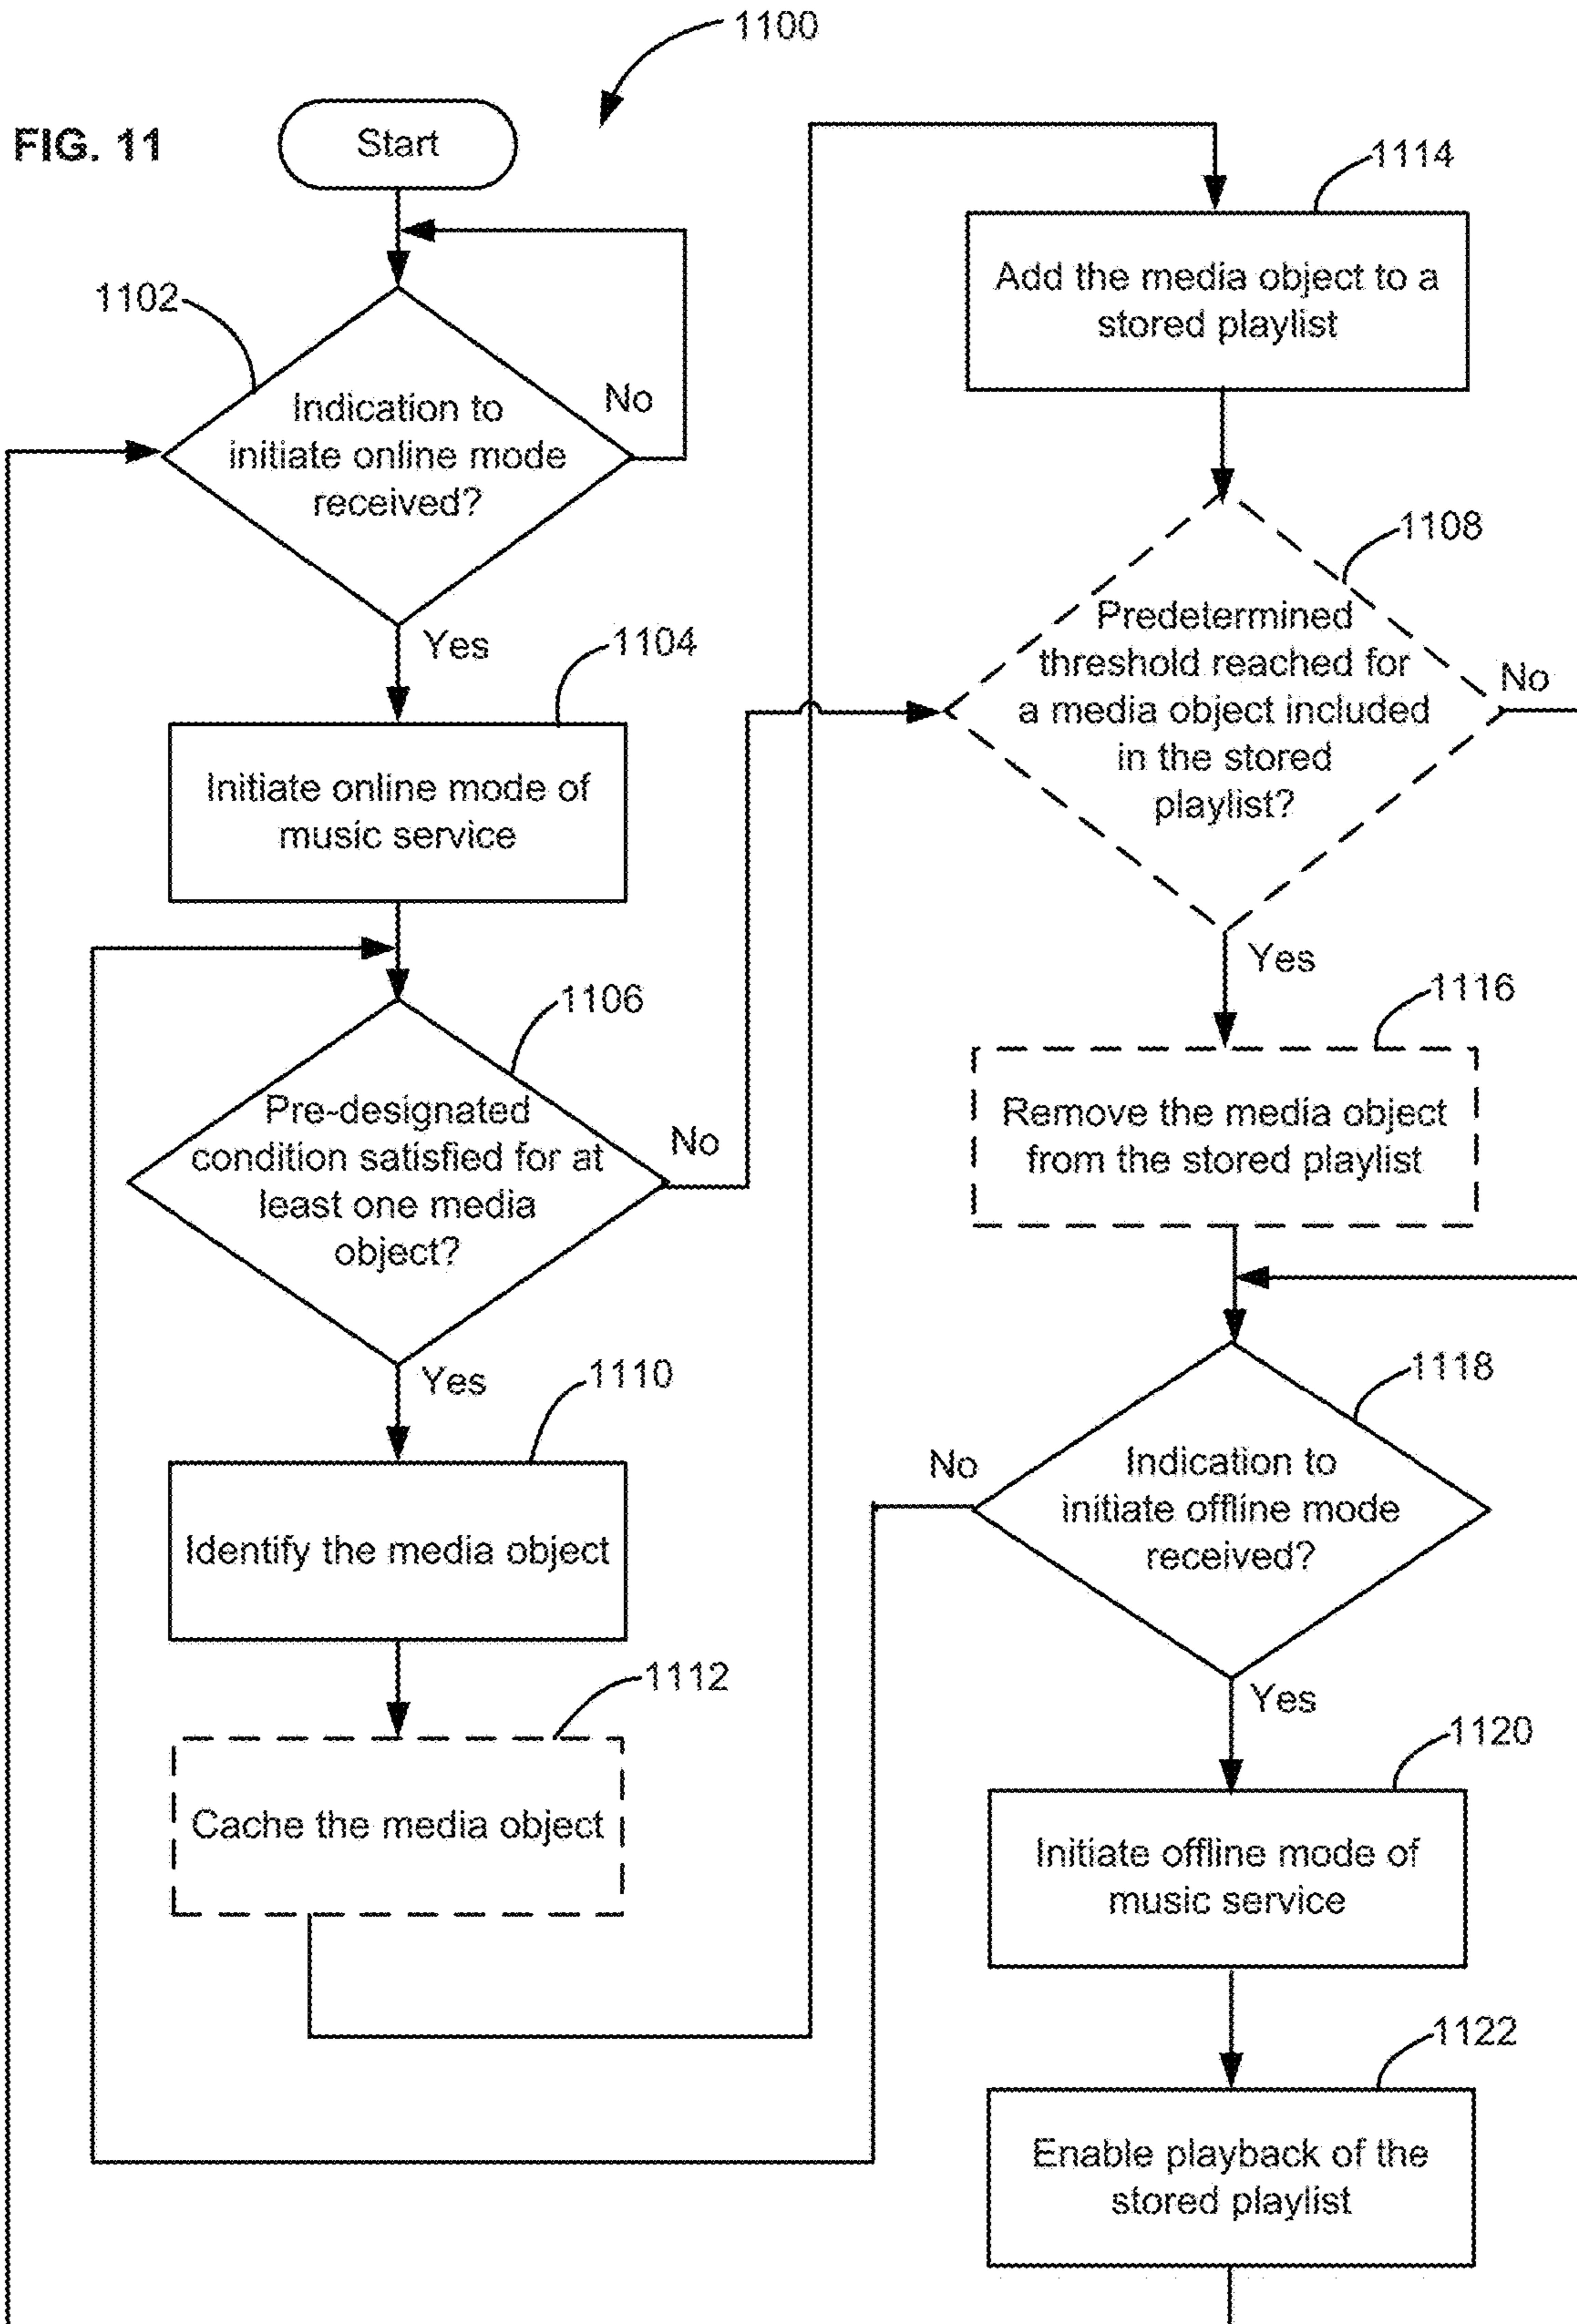 1100
FIG. 11
Start
1102
Indication to
initiate online mode
received?
No
Yes
1104
Initiate online mode of
music service
1106
Pre-designated
condition satisfied for at
least one media
object?
No
Yes
1110
Identify the media object
1112
Cache the media object
1114
Add the media object to a
stored playlist
1108
Predetermined
threshold reached for
a media object included
in the stored
playlist?
No
Yes
1116
Remove the media object
from the stored playlist
1118
Indication to
initiate offline mode
received?
No
Yes
1120
Initiate offline mode of
music service
1122
Enable playback of the
stored playlist